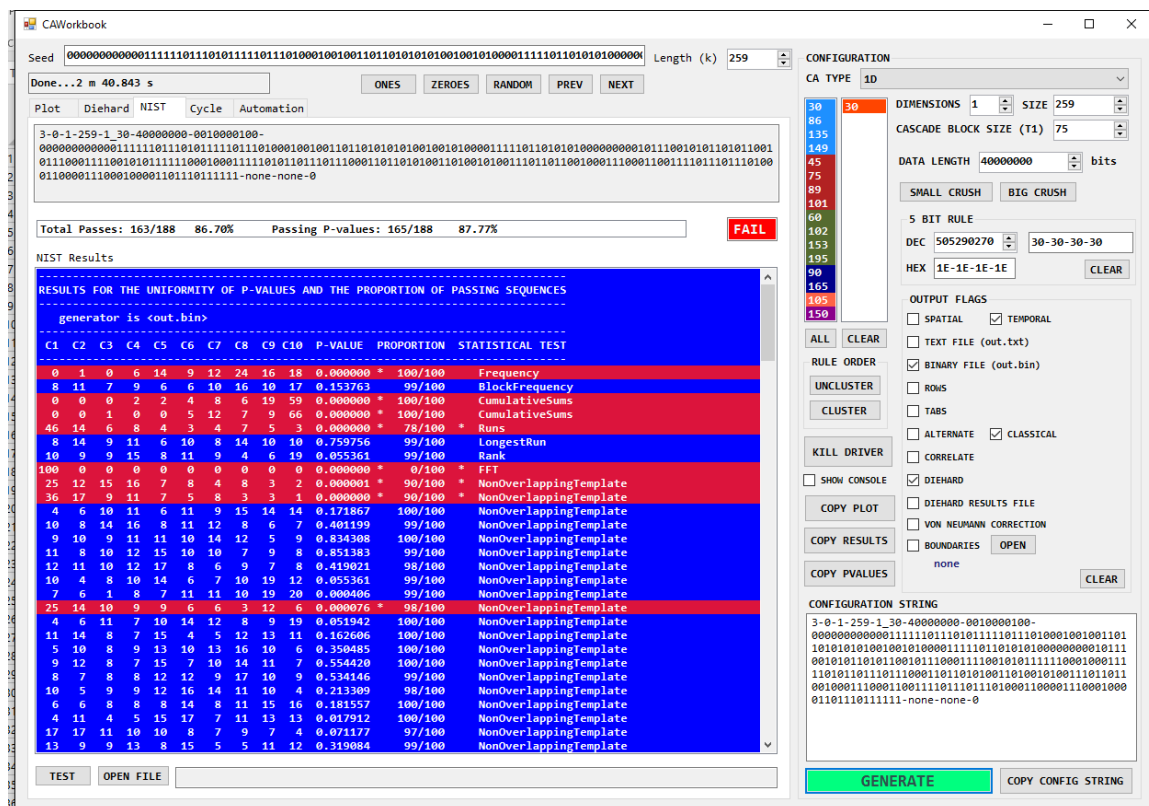 CAWorkbook
Seed 0000000000001111110111010111110111010001001001101101010101001001010000111110110101010000000 Length (k) 259
Done...2 m 40.843 s ONES ZEROES RANDOM PREV NEXT
Plot Diehard NIST Cycle Automation
3-0-1-259-1_30-40000000-0010000100-
Total Passes: 163/188 86.70% Passing P-values: 165/188 87.77% FAIL
NIST Results
RESULTS FOR THE UNIFORMITY OF P-VALUES AND THE PROPORTION OF PASSING SEQUENCES
generator is <out.bin>
C1 C2 C3 C4 C5 C6 C7 C8 C9 C10 P-VALUE PROPORTION STATISTICAL TEST
0 1 0 6 14 9 12 24 16 18 0.000000 * 100/100 Frequency
8 11 7 9 6 6 10 16 10 17 0.153763 99/100 BlockFrequency
0 0 0 2 2 4 8 6 19 59 0.000000 * 100/100 CumulativeSums
0 0 1 0 0 5 12 7 9 66 0.000000 * 100/100 CumulativeSums
46 14 6 8 4 3 4 7 5 3 0.000000 * 78/100 * Runs
8 14 9 11 6 10 8 14 10 10 0.759756 99/100 LongestRun
10 9 9 15 8 11 9 4 6 19 0.055361 99/100 Rank
100 0 0 0 0 0 0 0 0 0 0.000000 * 0/100 * FFT
25 12 15 16 7 8 4 8 3 2 0.000001 * 90/100 * NonOverlappingTemplate
36 17 9 11 7 5 8 3 3 1 0.000000 * 90/100 * NonOverlappingTemplate
4 6 10 11 6 11 9 15 14 14 0.171867 100/100 NonOverlappingTemplate
10 8 14 16 8 11 12 8 6 7 0.401199 99/100 NonOverlappingTemplate
9 10 9 11 11 10 14 12 5 9 0.834308 100/100 NonOverlappingTemplate
11 8 10 12 15 10 10 7 9 8 0.851383 99/100 NonOverlappingTemplate
12 11 10 12 17 8 6 9 7 8 0.419021 98/100 NonOverlappingTemplate
10 4 8 10 14 6 7 10 19 12 0.055361 99/100 NonOverlappingTemplate
7 6 1 8 7 11 11 10 19 20 0.000406 99/100 NonOverlappingTemplate
25 14 10 9 9 6 6 3 12 6 0.000076 * 98/100 NonOverlappingTemplate
4 6 11 7 10 14 12 8 9 19 0.051942 100/100 NonOverlappingTemplate
11 14 8 7 15 4 5 12 13 11 0.162606 100/100 NonOverlappingTemplate
5 10 8 9 13 10 13 16 10 6 0.350485 100/100 NonOverlappingTemplate
9 12 8 7 15 7 10 14 11 7 0.554420 100/100 NonOverlappingTemplate
8 7 8 8 12 12 9 17 10 9 0.534146 99/100 NonOverlappingTemplate
10 5 9 9 12 16 14 11 10 4 0.213309 98/100 NonOverlappingTemplate
6 6 8 8 8 14 8 11 15 16 0.181557 100/100 NonOverlappingTemplate
4 11 4 5 15 17 7 11 13 13 0.017912 100/100 NonOverlappingTemplate
17 17 11 10 10 8 7 9 7 4 0.071177 97/100 NonOverlappingTemplate
13 9 9 13 8 15 5 5 11 12 0.319084 99/100 NonOverlappingTemplate
TEST OPEN FILE
CONFIGURATION
CA TYPE 1D
30
86
135
149
45
75
89
101
60
102
153
195
90
165
105
150
30
ALL CLEAR
RULE ORDER
UNCLUSTER
CLUSTER
KILL DRIVER
SHOW CONSOLE
COPY PLOT
COPY RESULTS
COPY PVALUES
DIMENSIONS 1 SIZE 259
CASCADE BLOCK SIZE (T1) 75
DATA LENGTH 40000000 bits
SMALL CRUSH BIG CRUSH
5 BIT RULE
DEC 505290270 30-30-30-30
HEX 1E-1E-1E-1E CLEAR
OUTPUT FLAGS
SPATIAL TEMPORAL
TEXT FILE (out.txt)
BINARY FILE (out.bin)
ROWS
TABS
ALTERNATE CLASSICAL
CORRELATE
DIEHARD
DIEHARD RESULTS FILE
VON NEUMANN CORRECTION
BOUNDARIES OPEN
none
CLEAR
CONFIGURATION STRING
3-0-1-259-1_30-40000000-0010000100-
01101110111111-none-none-0
GENERATE COPY CONFIG STRING